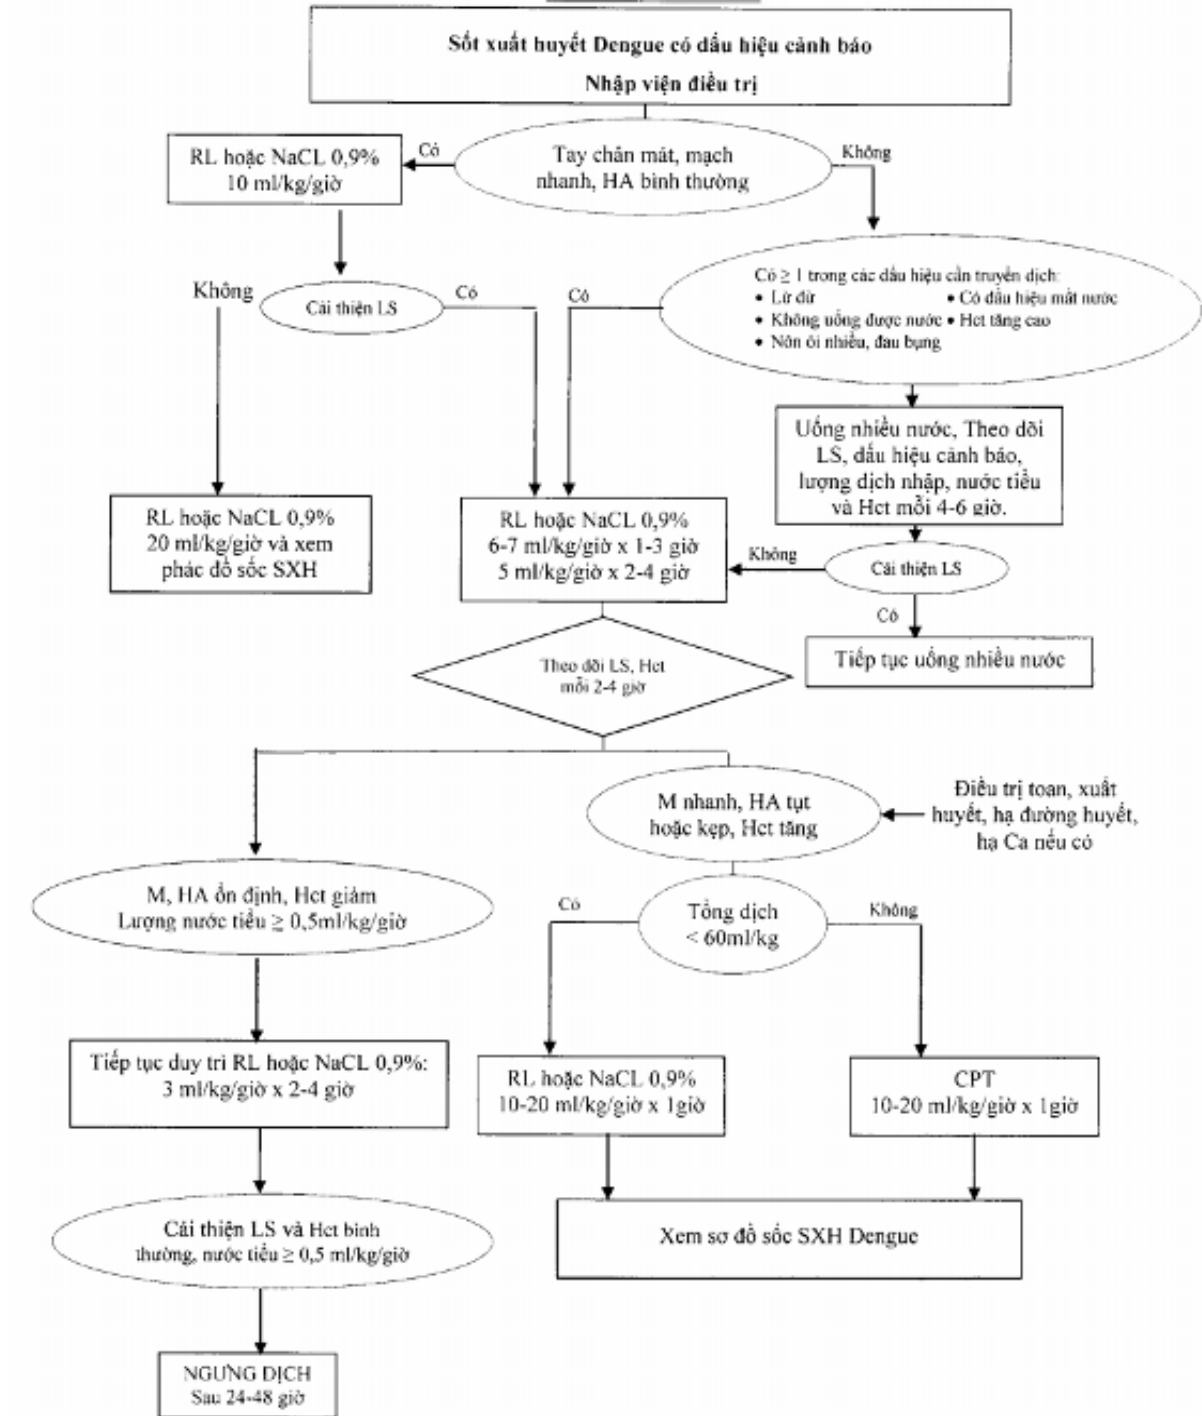 Sốt xuất huyết Dengue có dấu hiệu cảnh báo
Nhập viện điều trị
Tay chân mát, mạch
nhanh, HA bình thường
Có
Không
RL hoặc NaCL 0,9%
10 ml/kg/giờ
Có ≥ 1 trong các dấu hiệu cần truyền dịch:
• Lừ đừ
• Có dấu hiệu mất nước
• Không uống được nước
• Hct tăng cao
• Nôn ói nhiều, đau bụng
Không
Cải thiện LS
Có
Có
Uống nhiều nước, Theo dõi
LS, dấu hiệu cảnh báo,
lượng dịch nhập, nước tiểu
và Hct mỗi 4-6 giờ.
RL hoặc NaCL 0,9%
20 ml/kg/giờ và xem
phác đồ sốc SXH
RL hoặc NaCL 0,9%
6-7 ml/kg/giờ x 1-3 giờ
5 ml/kg/giờ x 2-4 giờ
Không
Cải thiện LS
Có
Tiếp tục uống nhiều nước
Theo dõi LS, Hct
mỗi 2-4 giờ
M nhanh, HA tụt
hoặc kẹp, Hct tăng
Điều trị toan, xuất
huyết, hạ đường huyết,
hạ Ca nếu có
M, HA ổn định, Hct giảm
Lượng nước tiểu ≥ 0,5ml/kg/giờ
Có
Tổng dịch
< 60ml/kg
Không
Tiếp tục duy trì RL hoặc NaCL 0,9%:
3 ml/kg/giờ x 2-4 giờ
RL hoặc NaCL 0,9%
10-20 ml/kg/giờ x 1giờ
CPT
10-20 ml/kg/giờ x 1giờ
Cải thiện LS và Hct bình
thường, nước tiểu ≥ 0,5 ml/kg/giờ
Xem sơ đồ sốc SXH Dengue
NGƯNG DỊCH
Sau 24-48 giờ